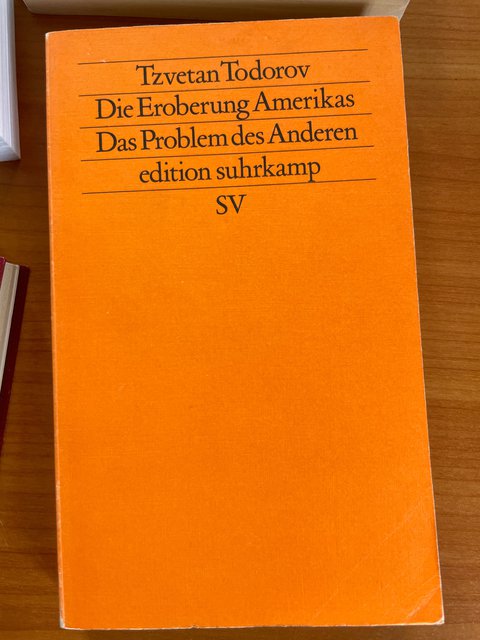 Tzvetan Todorov
Die Eroberung Amerikas
Das Problem des Anderen
edition suhrkamp
SV